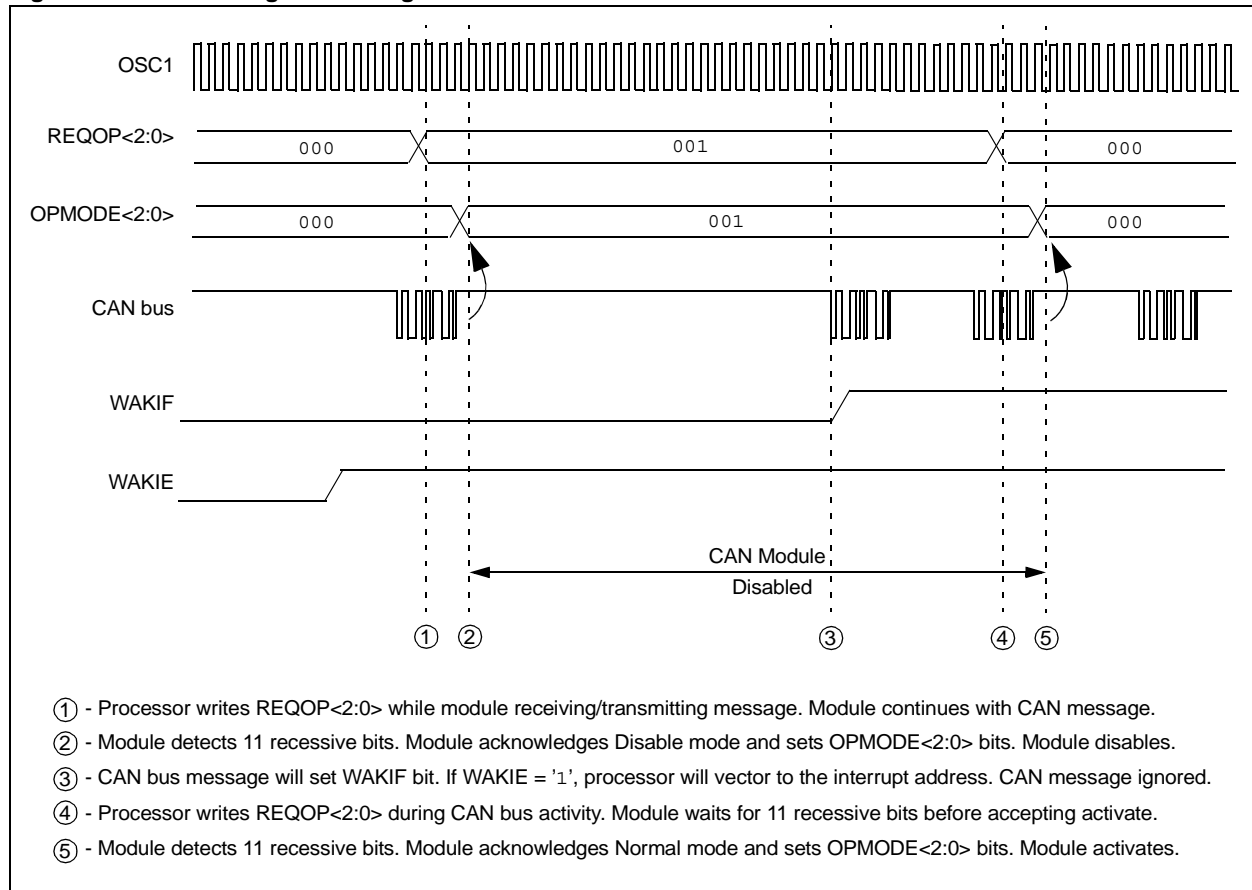 OSC1
REQOP<2:0>
000 001 000
OPMODE<2:0>
000 001 000
CAN bus
WAKIF
WAKIE
CAN Module
Disabled
1 2 3 4 5
1 - Processor writes REQOP<2:0> while module receiving/transmitting message. Module continues with CAN message.
2 - Module detects 11 recessive bits. Module acknowledges Disable mode and sets OPMODE<2:0> bits. Module disables.
3 - CAN bus message will set WAKIF bit. If WAKIE = '1', processor will vector to the interrupt address. CAN message ignored.
4 - Processor writes REQOP<2:0> during CAN bus activity. Module waits for 11 recessive bits before accepting activate.
5 - Module detects 11 recessive bits. Module acknowledges Normal mode and sets OPMODE<2:0> bits. Module activates.